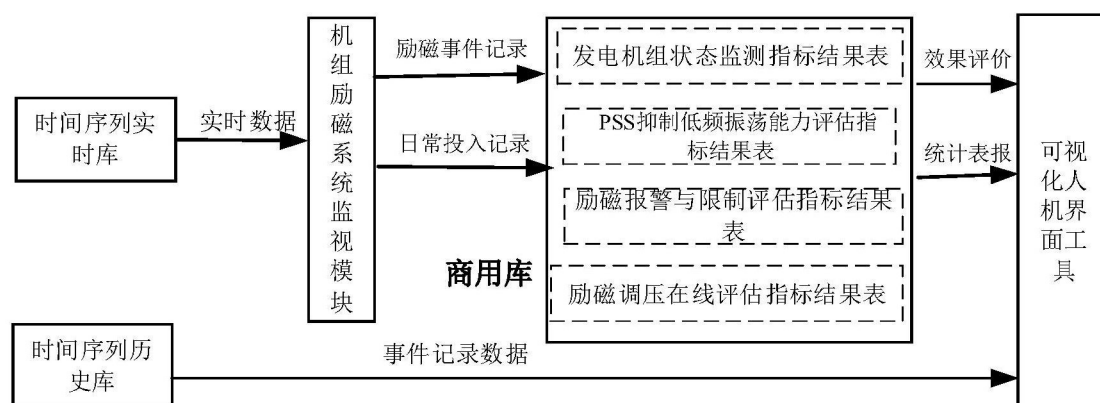 时间序列实
时库
实时数据
机
组
励
磁
系
统
监
视
模
块
励磁事件记录
日常投入记录
发电机组状态监测指标结果表
PSS抑制低频振荡能力评估指
标结果表
励磁报警与限制评估指标结果
表
励磁调压在线评估指标结果表
商用库
效果评价
统计表报
可视
化人
机界
面工
具
时间序列历
史库
事件记录数据